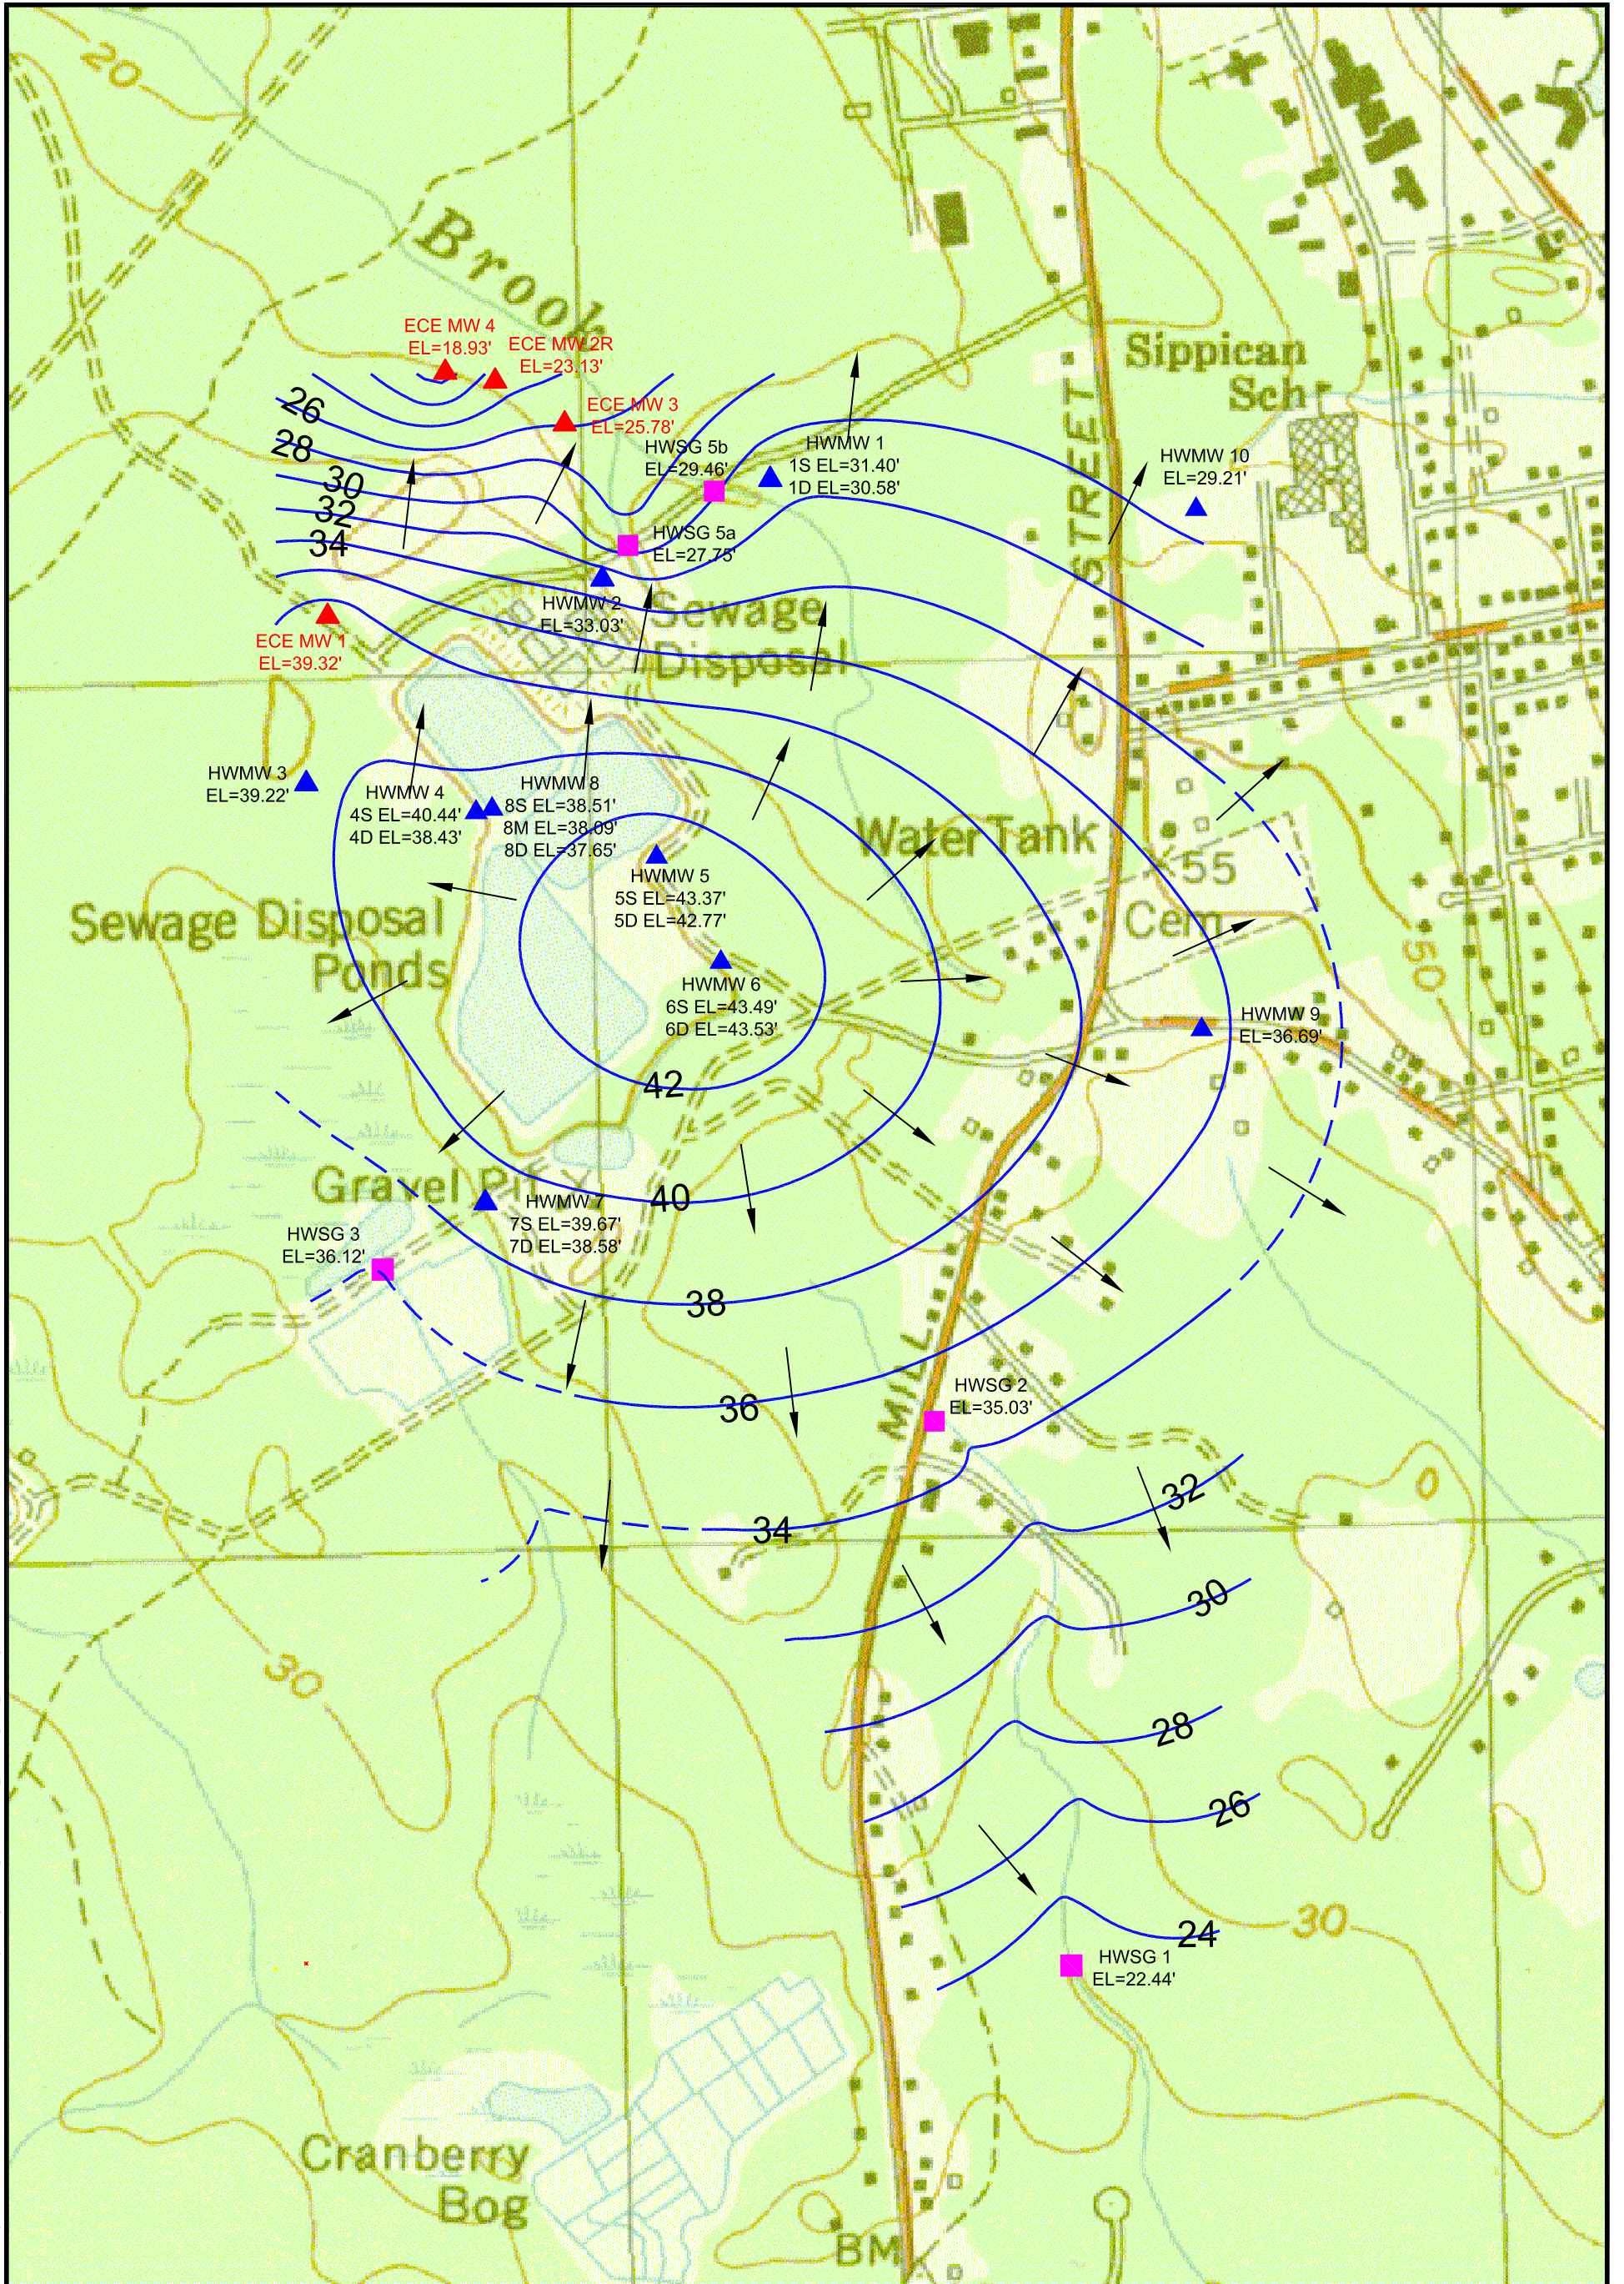 20
Brook
ECE MW 4
EL=18.93'
ECE MW 2R
EL=23.13'
ECE MW 3
EL=25.78'
Sippican
Sch
STREET
26
28
30
32
34
HWSG 5b
EL=29.46'
HWMW 1
1S EL=31.40'
1D EL=30.58'
HWMW 10
EL=29.21'
HWSG 5a
EL=27.75'
HWMW 2
EL=33.03'
Sewage
Disposal
ECE MW 1
EL=39.32'
HWMW 3
EL=39.22'
HWMW 4
4S EL=40.44'
4D EL=38.43'
HWMW 8
8S EL=38.51'
8M EL=38.09'
8D EL=37.65'
HWMW 5
5S EL=43.37'
5D EL=42.77'
Water Tank
×55
Cem
50
Sewage Disposal
Ponds
HWMW 6
6S EL=43.49'
6D EL=43.53'
HWMW 9
EL=36.69'
42
Gravel Pit
40
HWMW 7
7S EL=39.67'
7D EL=38.58'
HWSG 3
EL=36.12'
38
MILL
36
HWSG 2
EL=35.03'
34
32
30
30
28
26
24
30
HWSG 1
EL=22.44'
Cranberry
Bog
BM